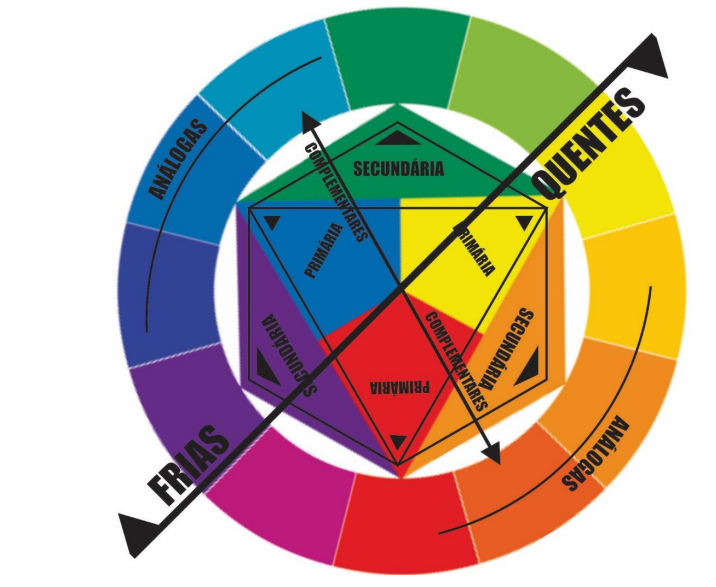 QUENTES
ANÁLOGAS
COMPLEMENTARES
SECUNDÁRIA
PRIMÁRIA
PRIMÁRIA
SECUNDÁRIA
SECUNDÁRIA
COMPLEMENTARES
PRIMÁRIA
ANÁLOGAS
FRIAS